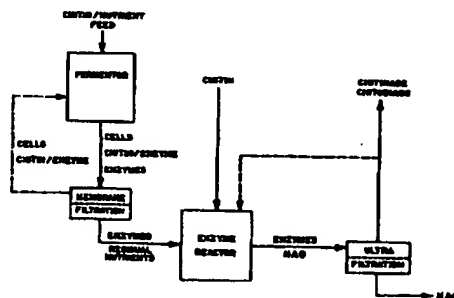 CHITIN/NUTRIENT
FEED
FERMENTOR
CELLS
CHITIN/ENZYME
CELLS
CHITIN/ENZYME
ENZYMES
MEMBRANE
FILTRATION
ENZYMES
RESIDUAL
NUTRIENTS
CHITIN
ENZYME
REACTOR
ENZYMES
NAG
CHITINASE
CHITOBIASE
ULTRA
FILTRATION
NAG